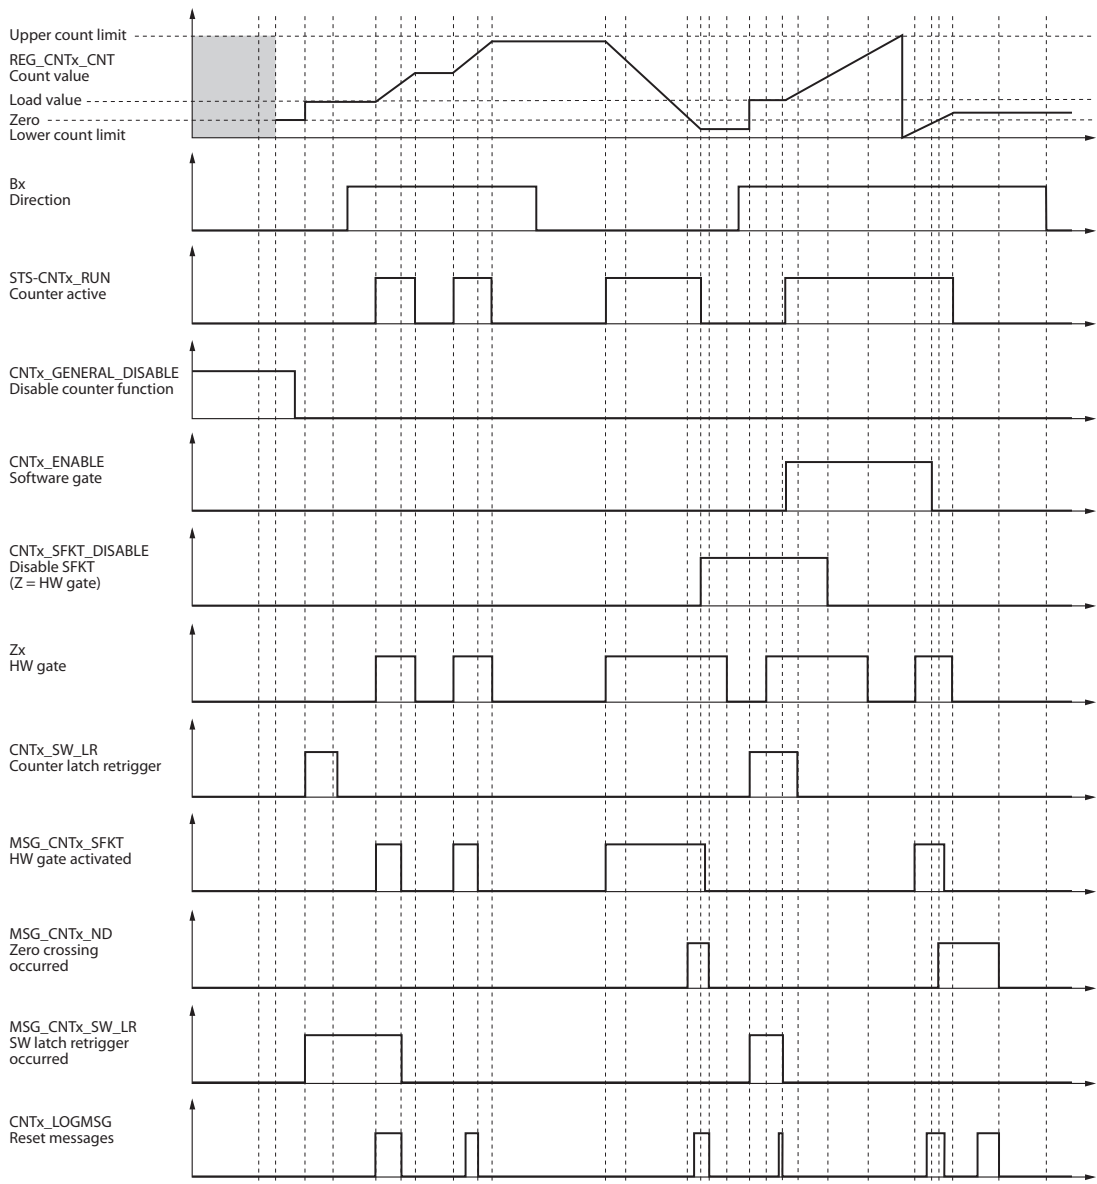 Upper count limit
REG_CNTx_CNT
Count value
Load value
Zero
Lower count limit
Bx
Direction
STS-CNTx_RUN
Counter active
CNTx_GENERAL_DISABLE
Disable counter function
CNTx_ENABLE
Software gate
CNTx_SFKT_DISABLE
Disable SFKT
(Z = HW gate)
Zx
HW gate
CNTx_SW_LR
Counter latch retrigger
MSG_CNTx_SFKT
HW gate activated
MSG_CNTx_ND
Zero crossing
occurred
MSG_CNTx_SW_LR
SW latch retrigger
occurred
CNTx_LOGMSG
Reset messages